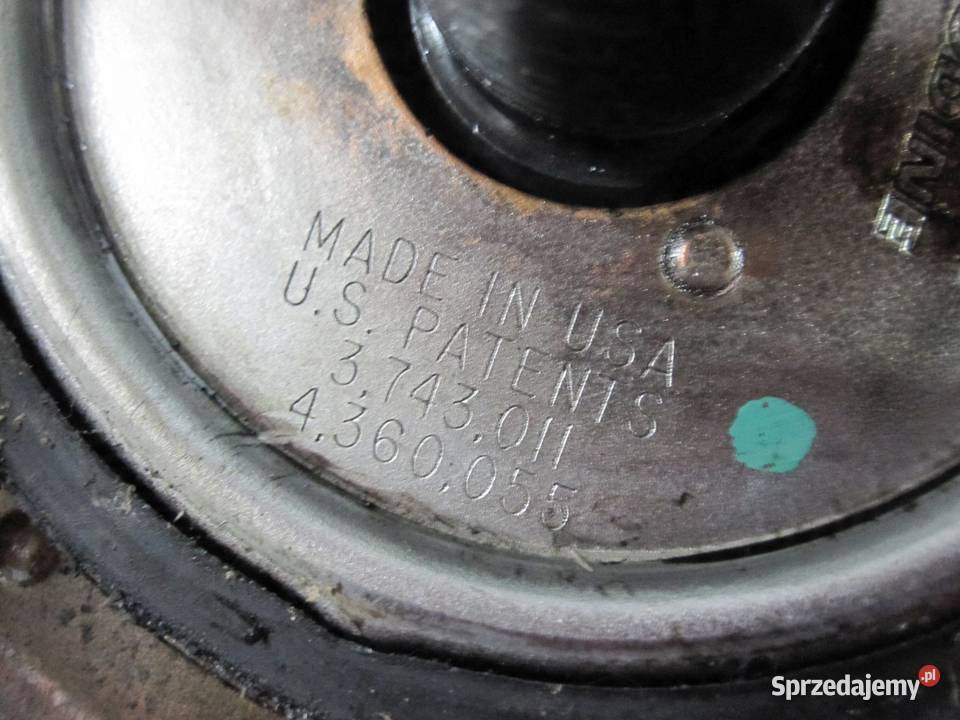 MADE IN USA
U.S. PATENTS
3,743,011
4,360,055
Sprzedajemy.pl